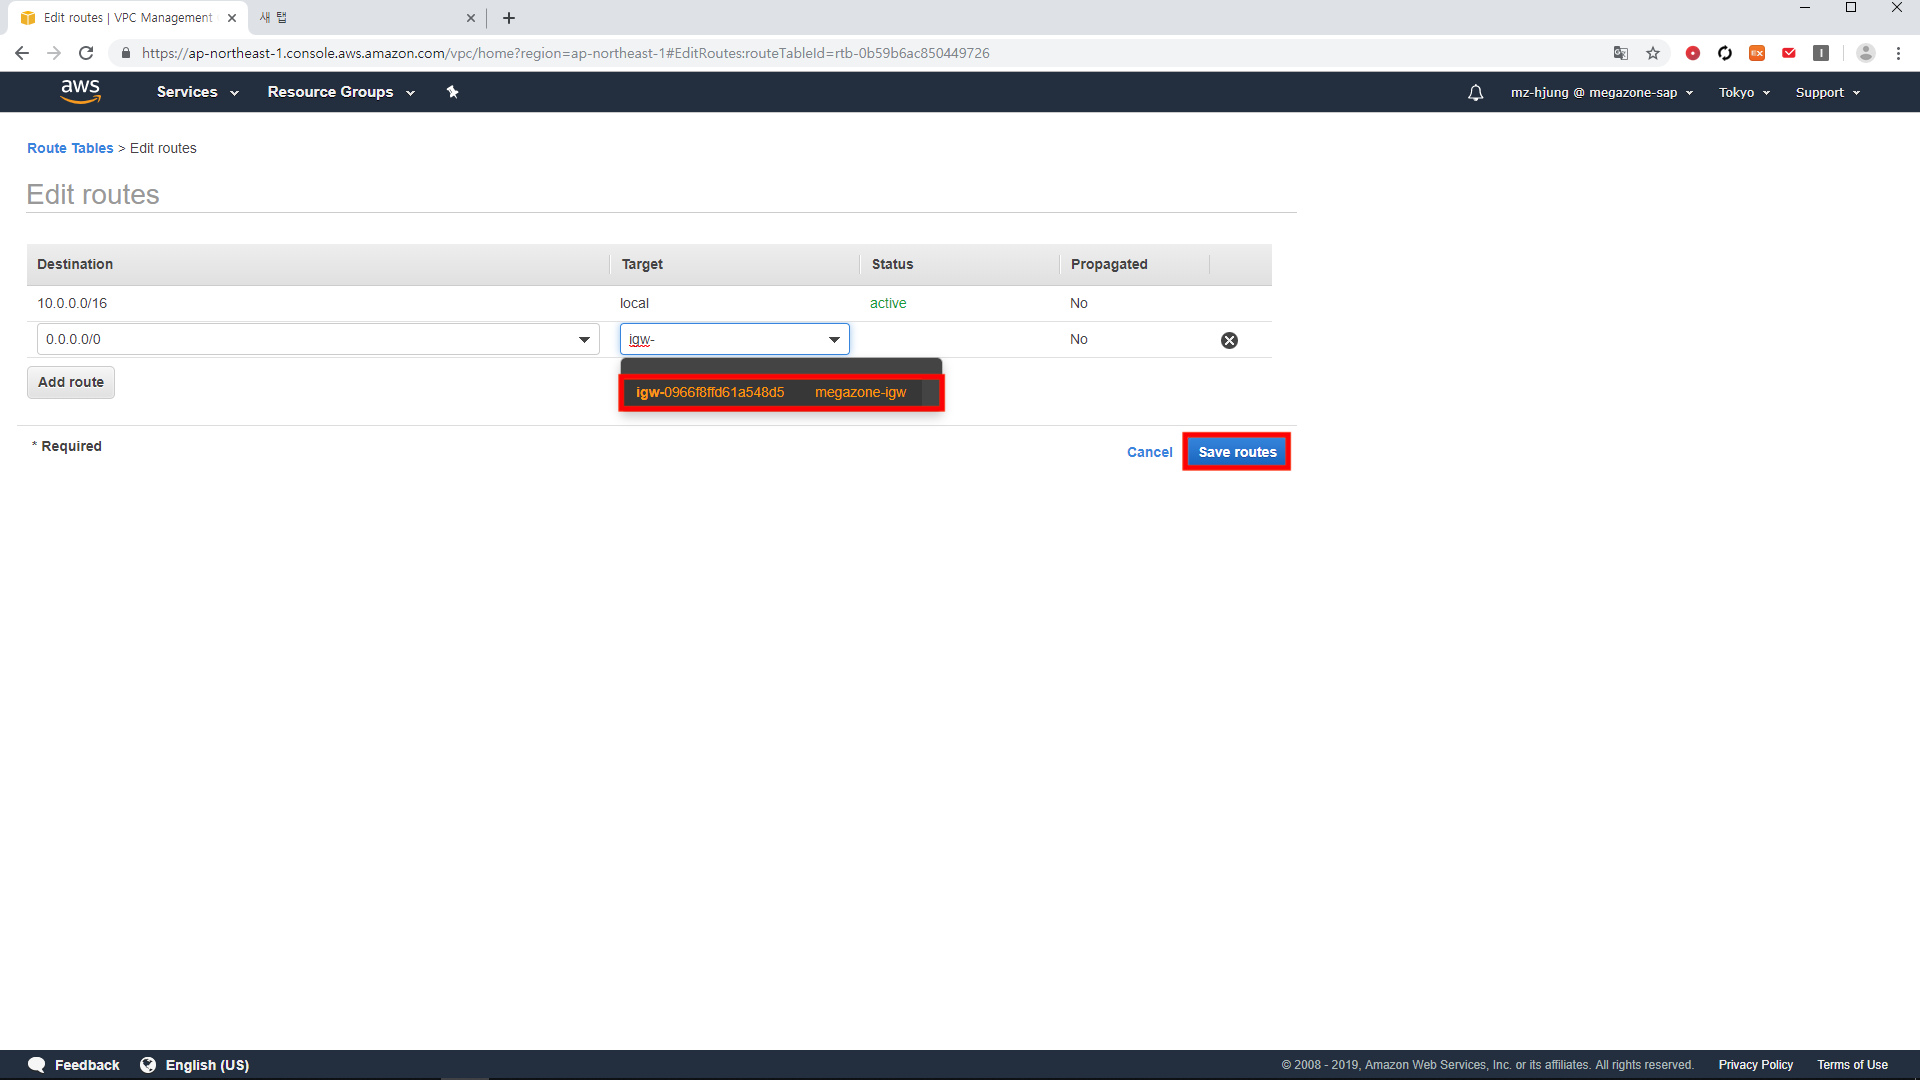 Edit routes | VPC Management
새 탭
https://ap-northeast-1.console.aws.amazon.com/vpc/home?region=ap-northeast-1#EditRoutes:routeTableId=rtb-0b59b6ac850449726
aws Services Resource Groups mz-hjung @ megazone-sap Tokyo Support
Route Tables > Edit routes
Edit routes
Destination Target Status Propagated
10.0.0.0/16 local active No
0.0.0.0/0 igw- No
Add route
igw-0966f8ffd61a548d5 megazone-igw
* Required
Cancel Save routes
Feedback English (US) © 2008 - 2019, Amazon Web Services, Inc. or its affiliates. All rights reserved. Privacy Policy Terms of Use